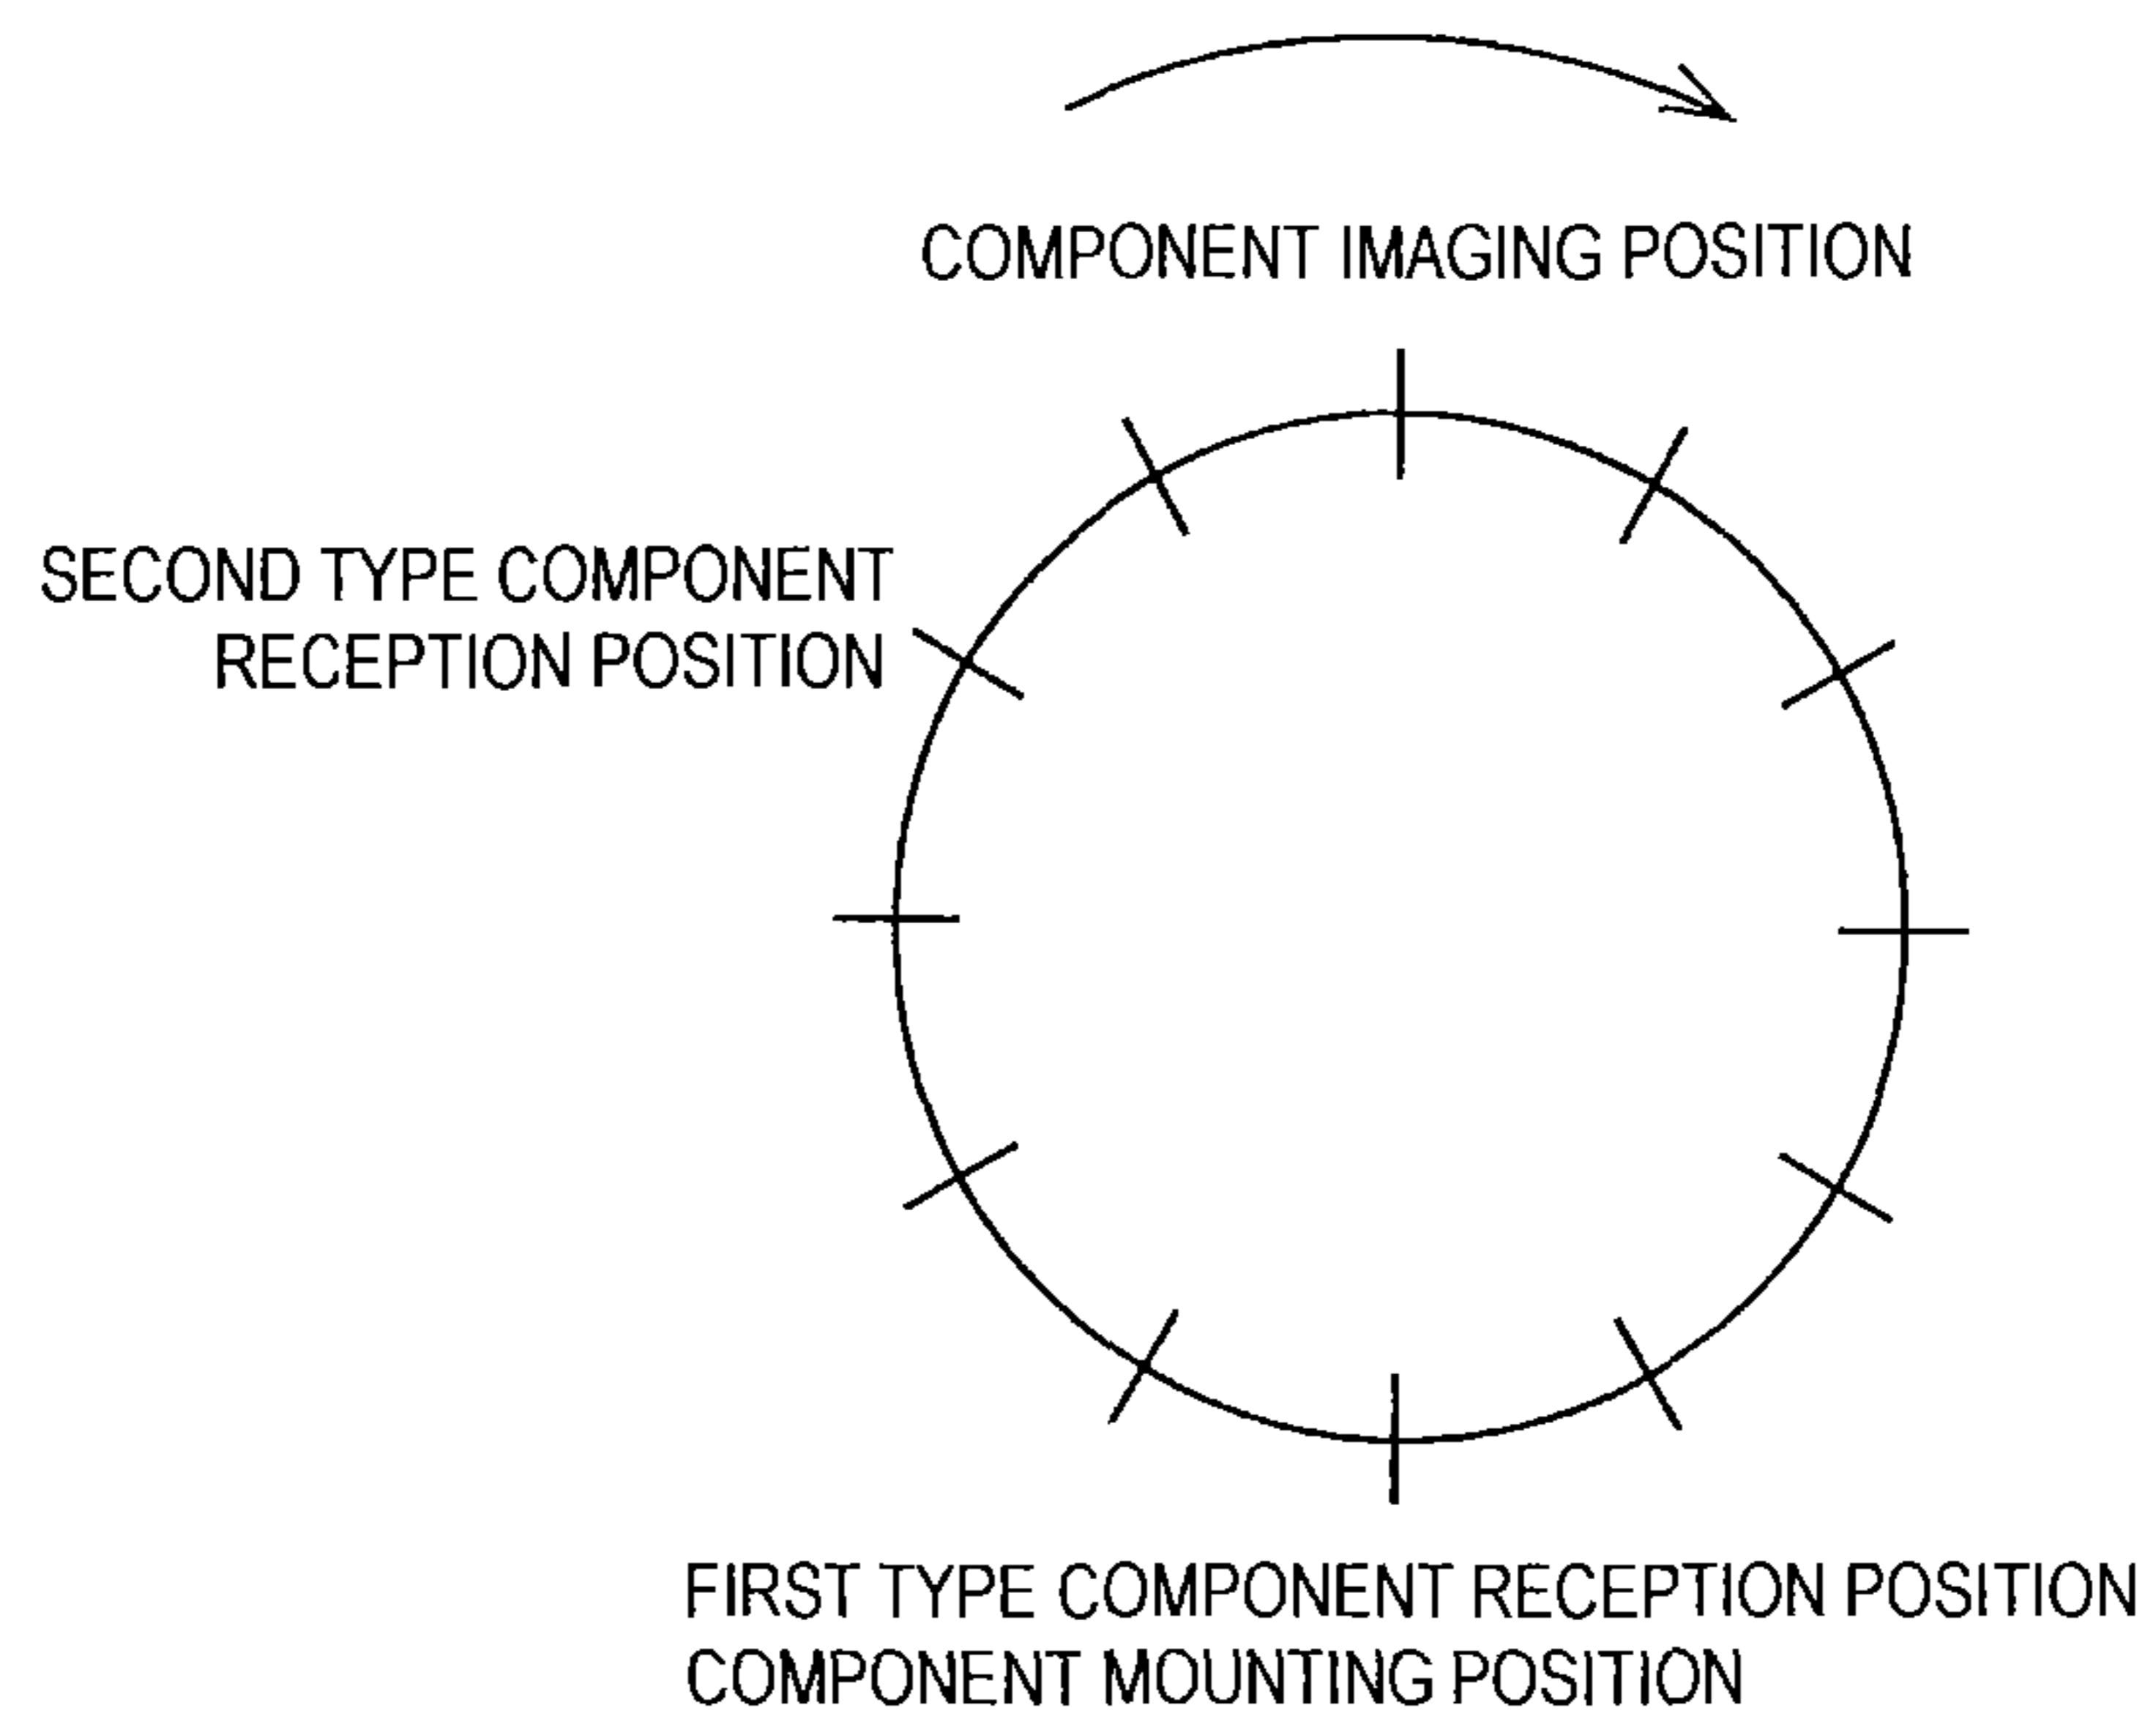 COMPONENT IMAGING POSITION
SECOND TYPE COMPONENT
RECEPTION POSITION
FIRST TYPE COMPONENT RECEPTION POSITION
COMPONENT MOUNTING POSITION